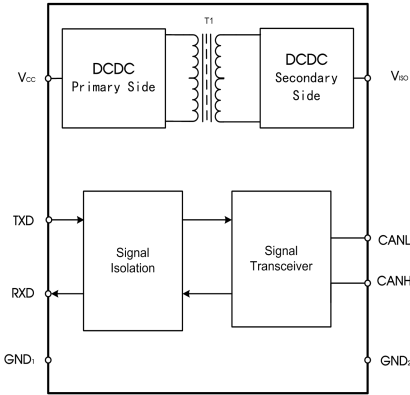 T1
DCDC
Primary Side
DCDC
Secondary
Side
Vcc
VISO
TXD
Signal
Isolation
Signal
Transceiver
CANL
RXD
CANH
GND1
GND2